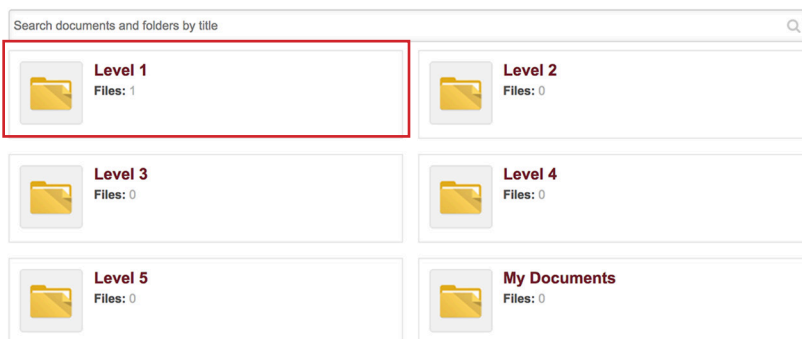 Search documents and folders by title
Level 1
Files: 1
Level 2
Files: 0
Level 3
Files: 0
Level 4
Files: 0
Level 5
Files: 0
My Documents
Files: 0